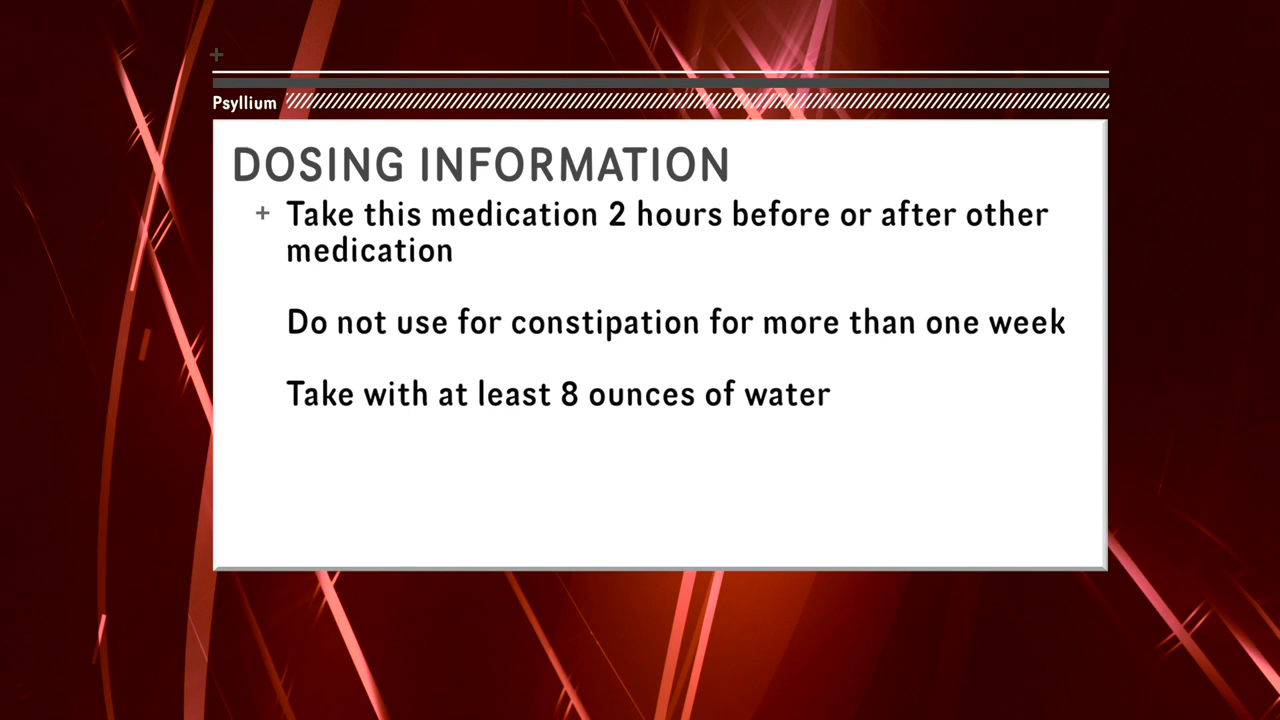 Psyllium
DOSING INFORMATION
+ Take this medication 2 hours before or after other
medication
Do not use for constipation for more than one week
Take with at least 8 ounces of water